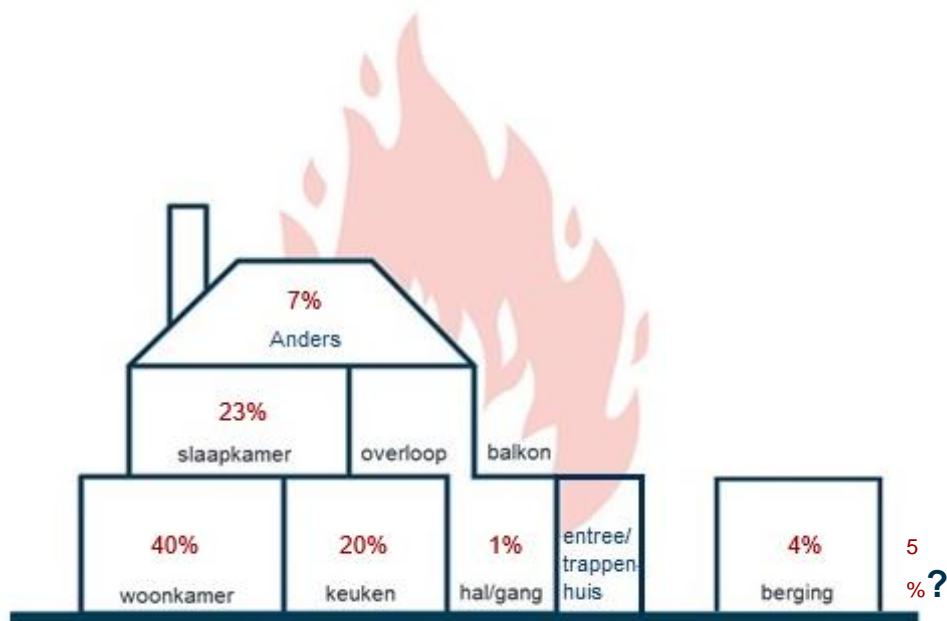 7%
Anders
23%
slaapkamer
overloop
balkon
40%
woonkamer
20%
keuken
1%
hal/gang
entree/
trappen-
huis
4%
berging
5
%?